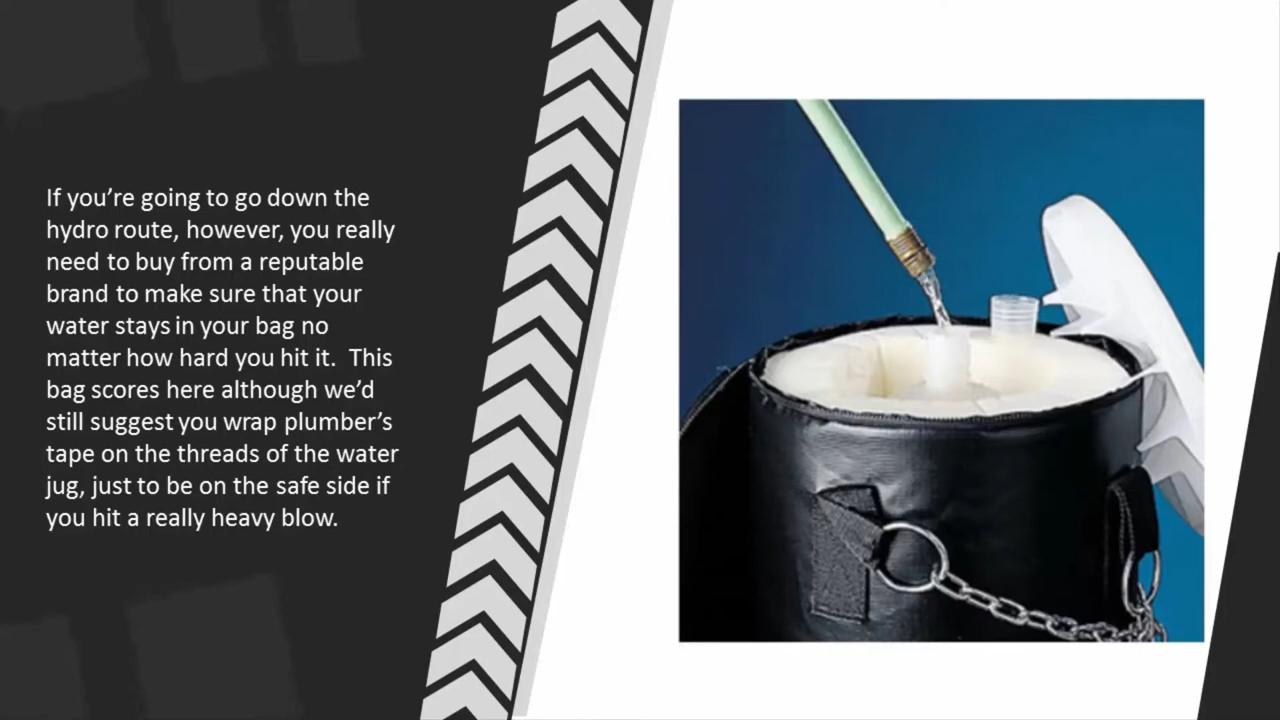 If you’re going to go down the
hydro route, however, you really
need to buy from a reputable
brand to make sure that your
water stays in your bag no
matter how hard you hit it.  This
bag scores here although we’d
still suggest you wrap plumber’s
tape on the threads of the water
jug, just to be on the safe side if
you hit a really heavy blow.